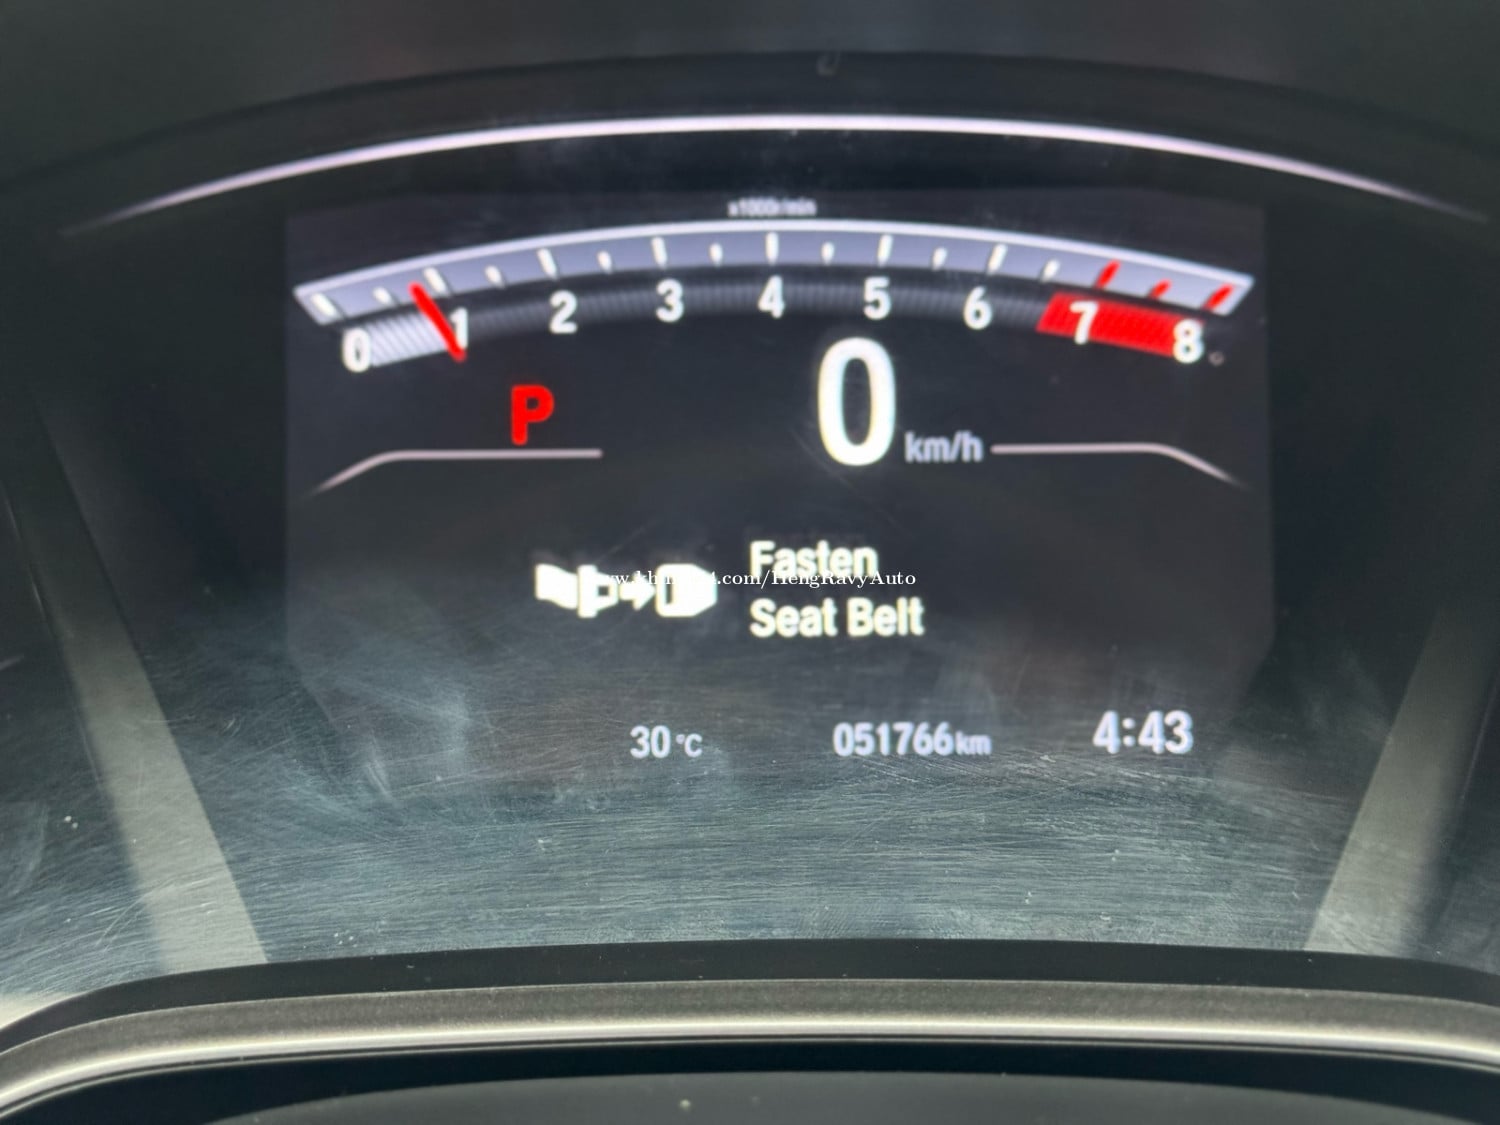 x1000r/min
0 1 2 3 4 5 6 7 8
P
0 km/h
Fasten
Seat Belt
30°C 051766km 4:43